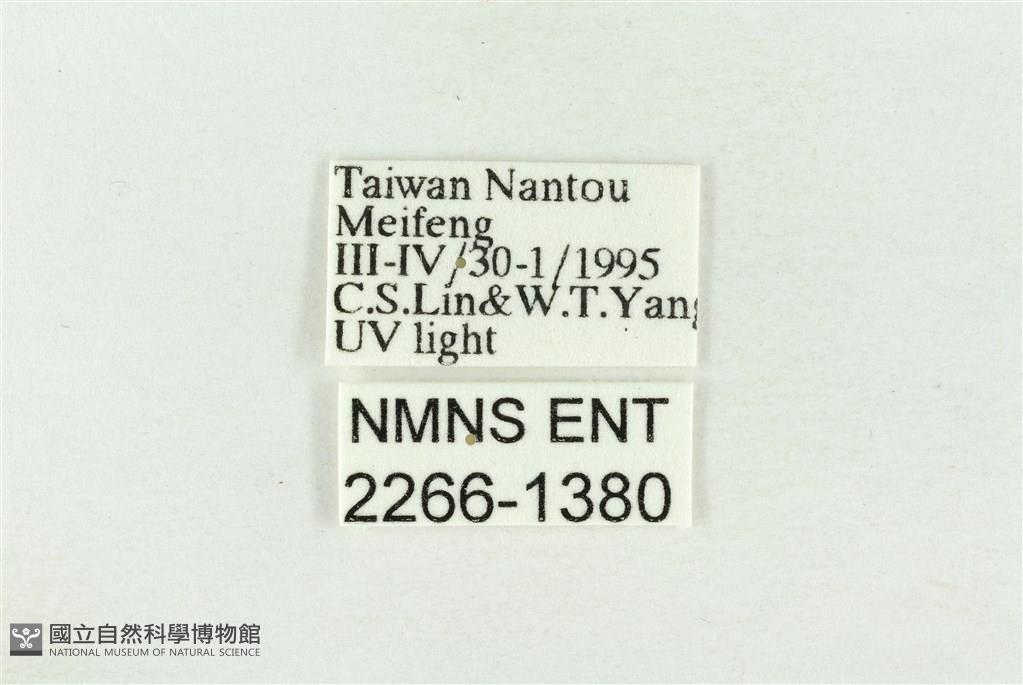 Taiwan Nantou
Meifeng
III-IV/30-1/1995
C.S.Lin&W.T.Yang
UV light
NMNS ENT
2266-1380
國立自然科學博物館
NATIONAL MUSEUM OF NATURAL SCIENCE